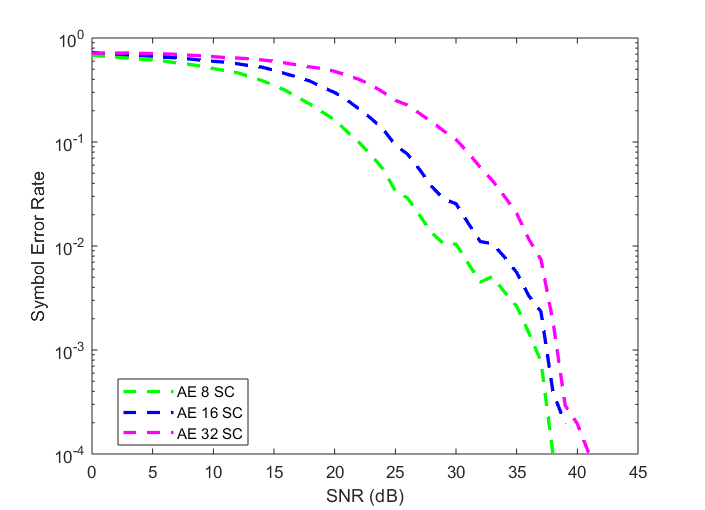 10^0
10^-1
10^-2
10^-3
10^-4
Symbol Error Rate
AE 8 SC
AE 16 SC
AE 32 SC
0 5 10 15 20 25 30 35 40 45
SNR (dB)